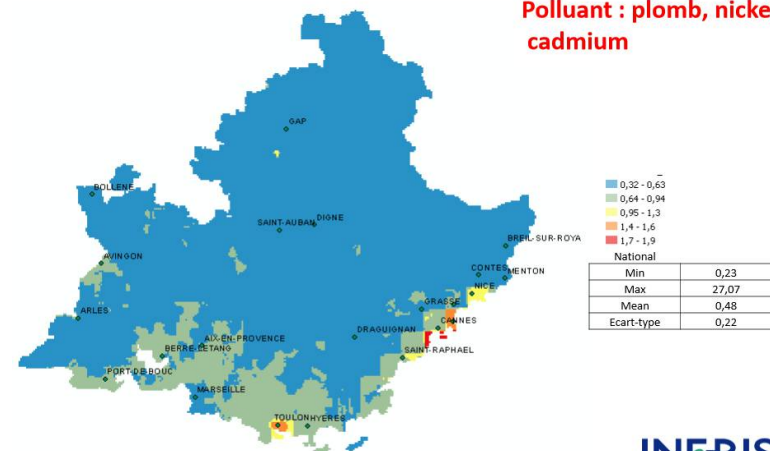 Polluant : plomb, nicke
cadmium
GAP
BOLLENE
SAINT-AUBAN
DIGNE
BREIL-SUR-ROYA
AVINGON
CONTES
MENTON
NICE
GRASSE
ARLES
CANNES
DRAGUIGNAN
AIX-EN-PROVENCE
BERRE-L'ETANG
SAINT-RAPHAEL
PORT-DE-BOUC
MARSEILLE
TOULON
HYERES
0,32 - 0,63
0,64 - 0,94
0,95 - 1,3
1,4 - 1,6
1,7 - 1,9
National
Min 0,23
Max 27,07
Mean 0,48
Ecart-type 0,22
INERIS